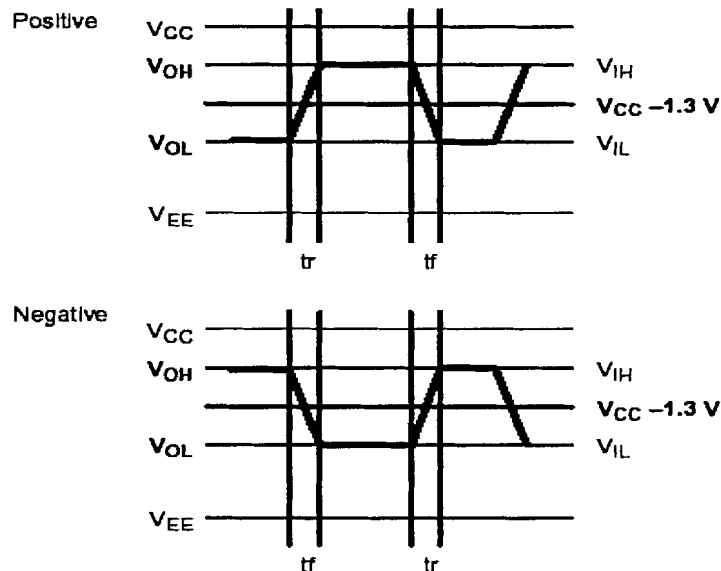 Positive
VCC
VOH
VIH
VCC –1.3 V
VOL
VIL
VEE
tr tf
Negative
VCC
VOH
VIH
VCC –1.3 V
VOL
VIL
VEE
tf tr